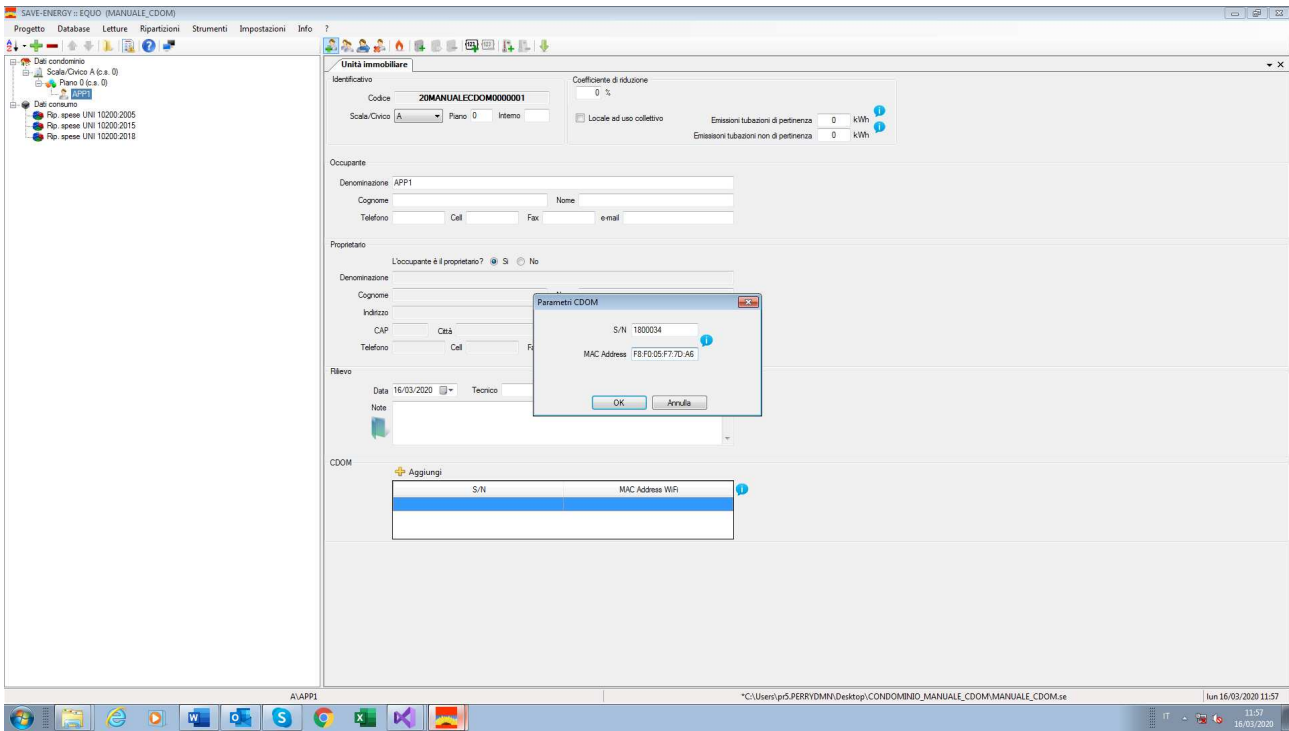 SAVE-ENERGY :: EQUO (MANUALE_CDOM)
Progetto Database Letture Ripartizioni Strumenti Impostazioni Info ?
Dati condominio
Scala/Civico A (c.s. 0)
Piano 0 (c.s. 0)
APP1
Dati consumo
Rip. spese UNI 10200:2005
Rip. spese UNI 10200:2015
Rip. spese UNI 10200:2018
Unità immobiliare
Identificativo
Codice 20MANUALECDOM0000001
Scala/Civico A Piano 0 Interno
Coefficiente di riduzione
0 %
Locale ad uso collettivo
Emissioni tubazioni di pertinenza 0 kWh
Emissisoni tubazioni non di pertinenza 0 kWh
Occupante
Denominazione APP1
Cognome Nome
Telefono Cell Fax e-mail
Proprietario
L'occupante è il proprietario? Si No
Denominazione
Cognome
Indirizzo
CAP Città
Telefono Cell
Parametri CDOM
S/N 1800034
MAC Address F8:F0:05:F7:7D:A6
OK Annulla
Rilievo
Data 16/03/2020 Tecnico
Note
CDOM
Aggiungi
S/N MAC Address WiFi
A\APP1 *C:\Users\pr5.PERRYDMN\Desktop\CONDOMINIO_MANUALE_CDOM\MANUALE_CDOM.se lun 16/03/2020 11:57
IT 11:57
16/03/2020